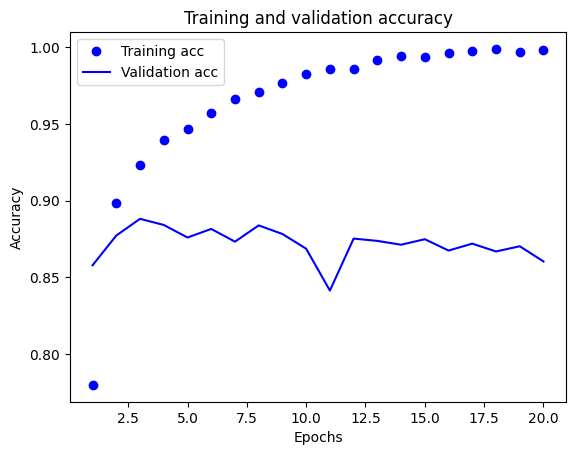 Training and validation accuracy
Training acc
Validation acc
Accuracy
1.00
0.95
0.90
0.85
0.80
2.5 5.0 7.5 10.0 12.5 15.0 17.5 20.0
Epochs